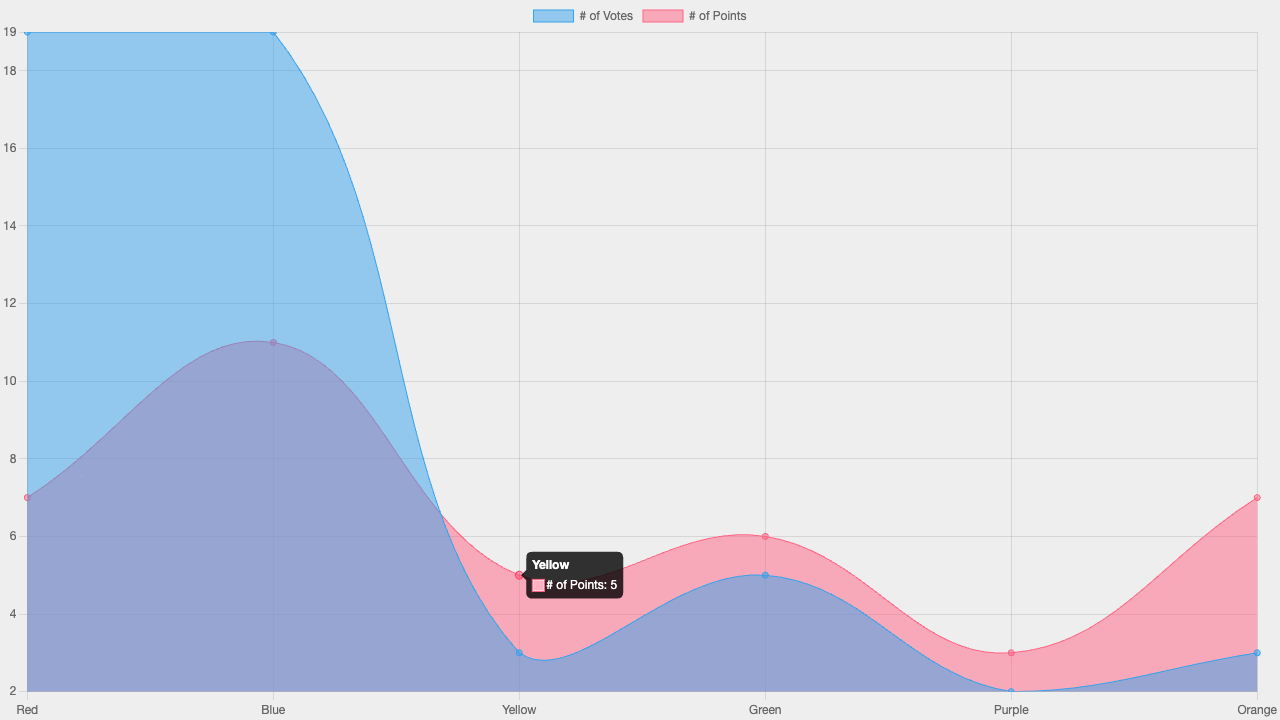 # of Votes # of Points
19
18
16
14
12
10
8
6
4
2
Yellow
# of Points: 5
Red Blue Yellow Green Purple Orange